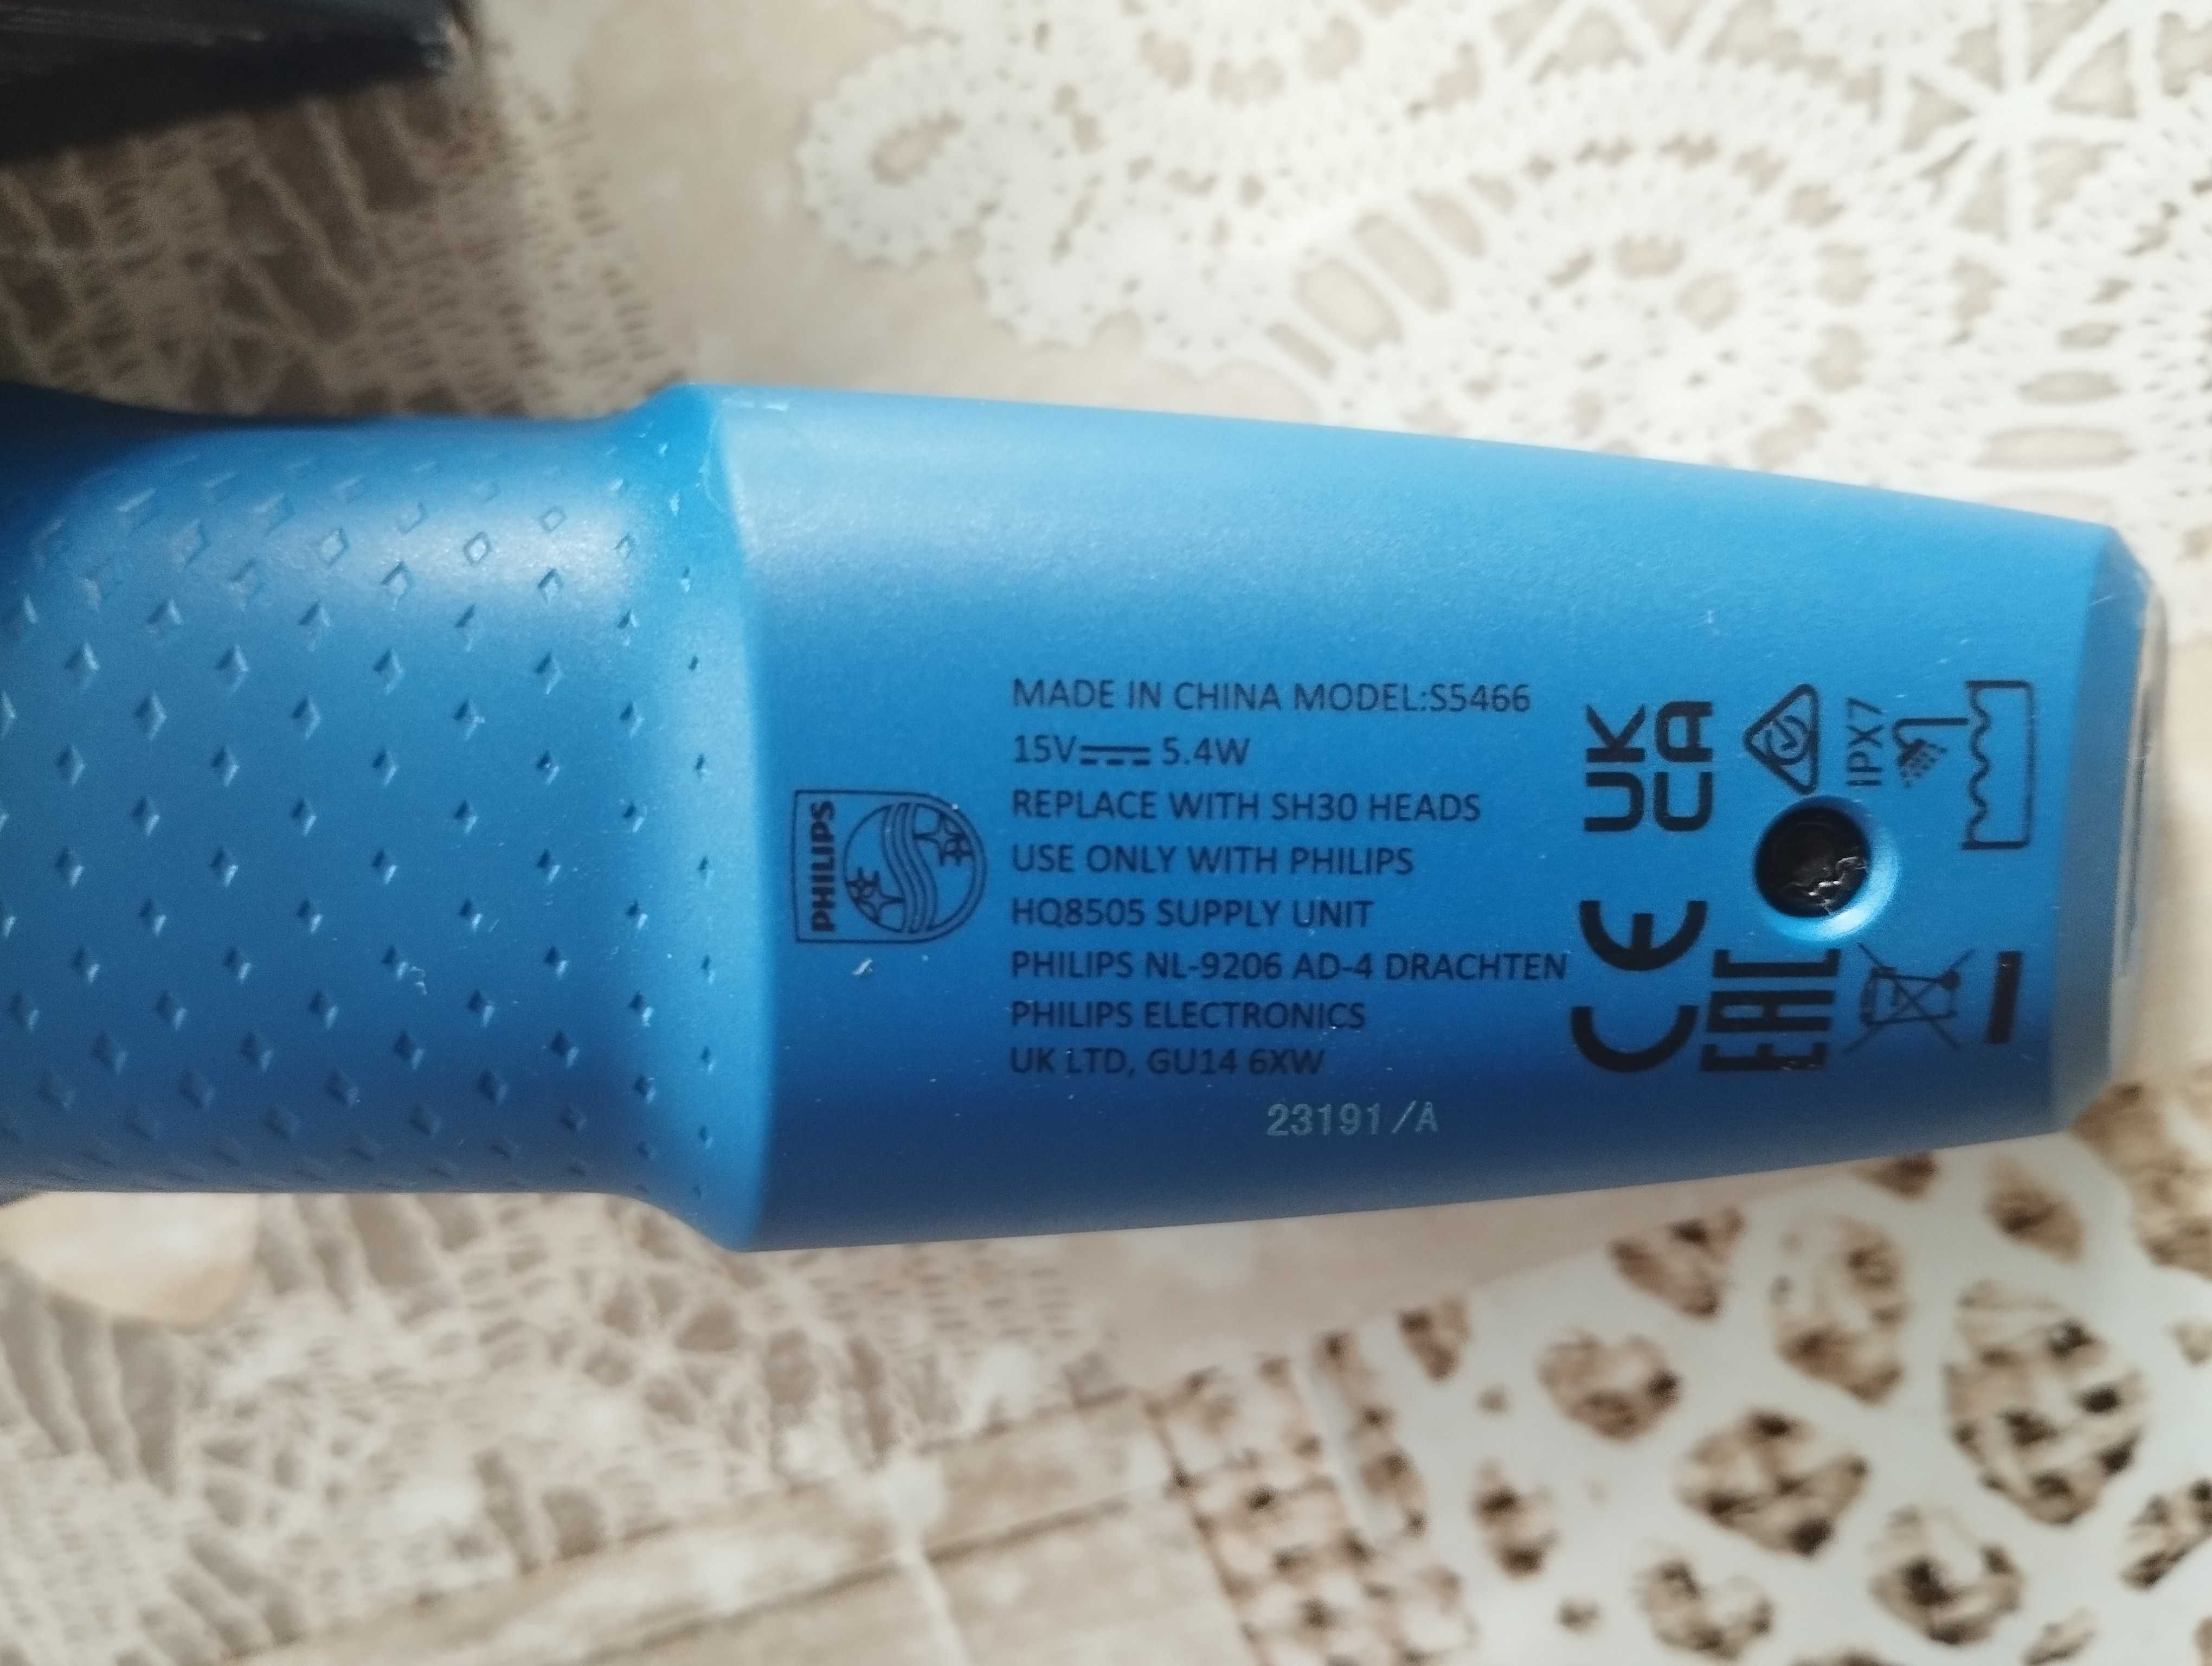 PHILIPS
MADE IN CHINA MODEL:S5466
15V 5.4W
REPLACE WITH SH30 HEADS
USE ONLY WITH PHILIPS
HQ8505 SUPPLY UNIT
PHILIPS NL-9206 AD-4 DRACHTEN
PHILIPS ELECTRONICS
UK LTD, GU14 6XW
23191/A
UK
CA
CE
EAC
IPX7